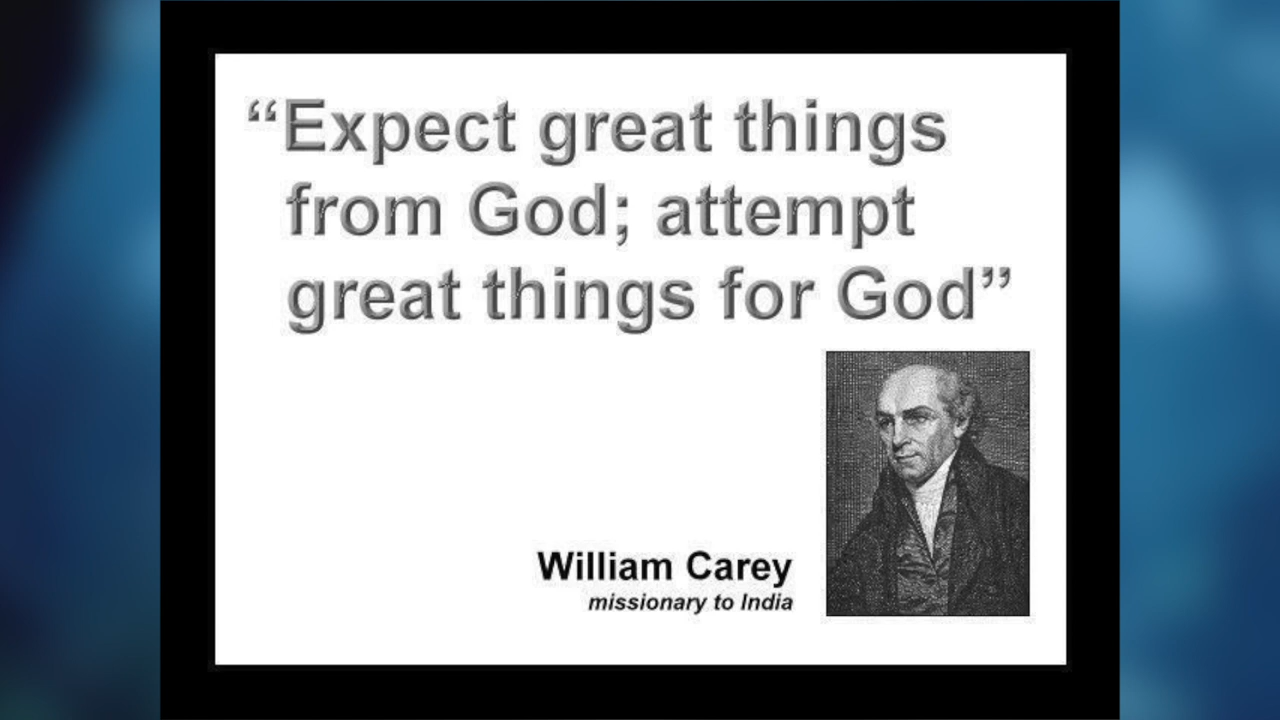 “Expect great things
from God; attempt
great things for God”
William Carey
missionary to India